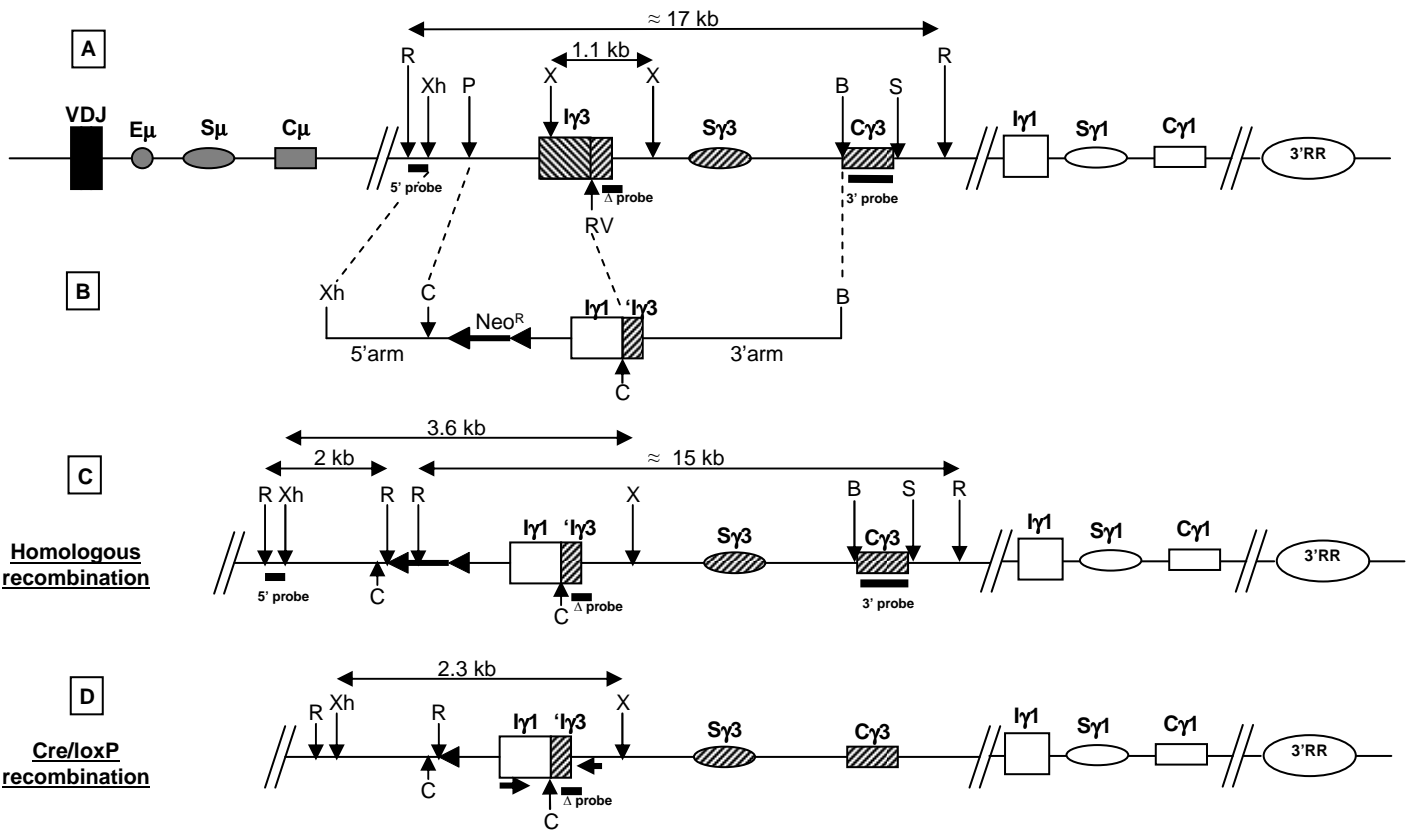 A
≈ 17 kb
1.1 kb
R
Xh
P
X
X
B
S
R
VDJ
Eμ
Sμ
Cμ
Iγ3
Sγ3
Cγ3
Iγ1
Sγ1
Cγ1
3'RR
5' probe
Δ probe
3' probe
RV
B
Xh
C
NeoR
Iγ1
‘Iγ3
B
5'arm
3'arm
C
3.6 kb
C
2 kb
≈ 15 kb
R
Xh
R
R
X
B
S
R
Homologous
recombination
Iγ1
‘Iγ3
Sγ3
Cγ3
Iγ1
Sγ1
Cγ1
3'RR
5' probe
C
C
Δ probe
3' probe
D
2.3 kb
R
Xh
R
X
Cre/loxP
recombination
Iγ1
‘Iγ3
Sγ3
Cγ3
Iγ1
Sγ1
Cγ1
3'RR
C
Δ probe
C